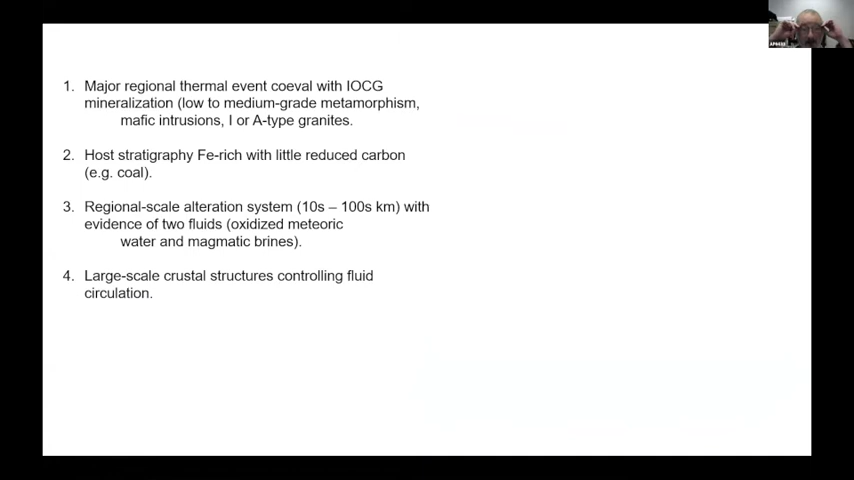 1. Major regional thermal event coeval with IOCG
mineralization (low to medium-grade metamorphism,
mafic intrusions, I or A-type granites.
2. Host stratigraphy Fe-rich with little reduced carbon
(e.g. coal).
3. Regional-scale alteration system (10s – 100s km) with
evidence of two fluids (oxidized meteoric
water and magmatic brines).
4. Large-scale crustal structures controlling fluid
circulation.